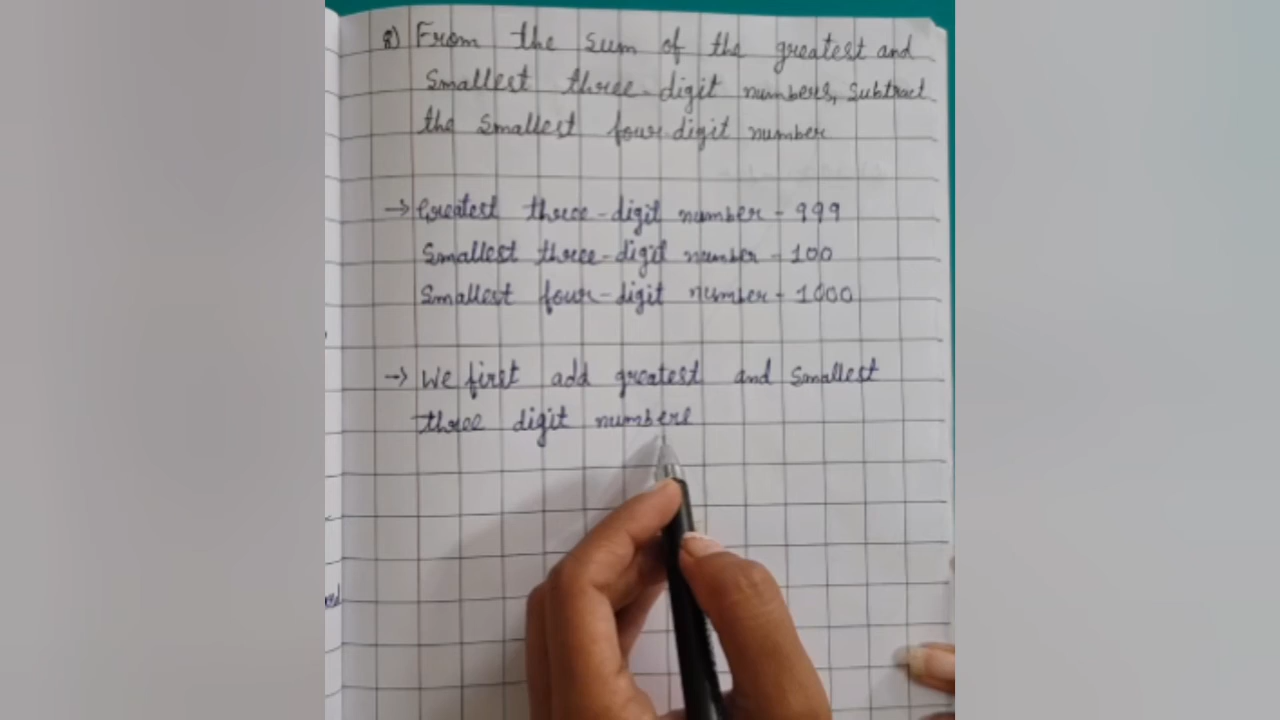 8) From the sum of the greatest and
smallest three-digit numbers, subtract
the smallest four-digit number
→ Greatest three-digit number - 999
Smallest three-digit number - 100
Smallest four-digit number - 1000
→ We first add greatest and smallest
three digit numbers